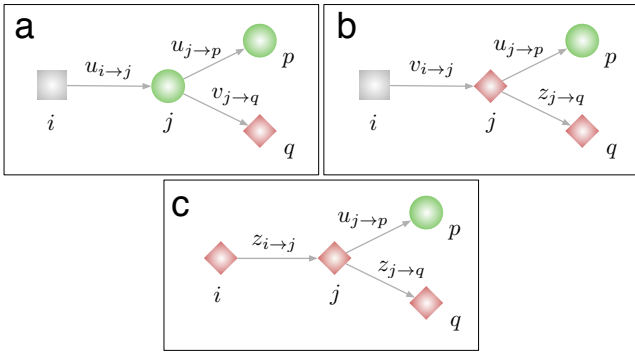 a
u_{i→j}
u_{j→p}
v_{j→q}
i
j
p
q
b
v_{i→j}
u_{j→p}
z_{j→q}
i
j
p
q
c
z_{i→j}
u_{j→p}
z_{j→q}
i
j
p
q